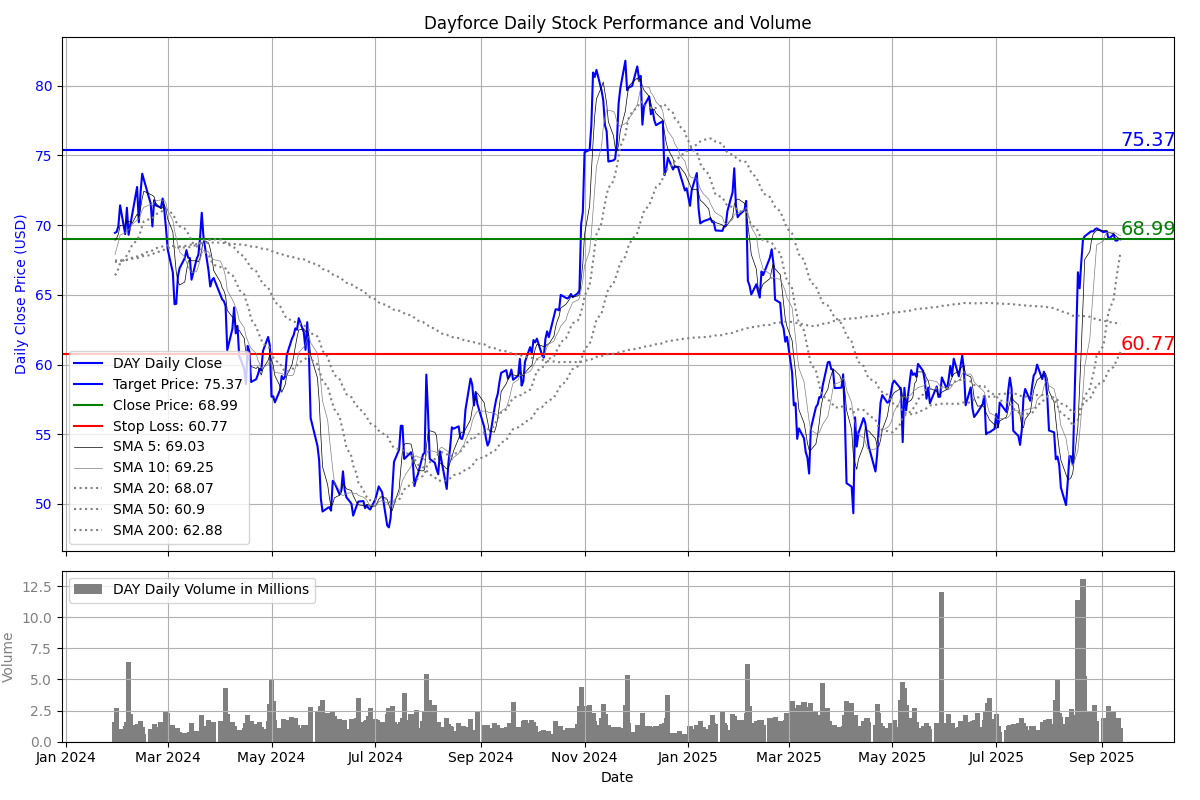 Dayforce Daily Stock Performance and Volume
Daily Close Price (USD)
80
75
70
65
60
55
50
75.37
68.99
60.77
DAY Daily Close
Target Price: 75.37
Close Price: 68.99
Stop Loss: 60.77
SMA 5: 69.03
SMA 10: 69.25
SMA 20: 68.07
SMA 50: 60.9
SMA 200: 62.88
Volume
12.5
10.0
7.5
5.0
2.5
0.0
DAY Daily Volume in Millions
Jan 2024 Mar 2024 May 2024 Jul 2024 Sep 2024 Nov 2024 Jan 2025 Mar 2025 May 2025 Jul 2025 Sep 2025
Date